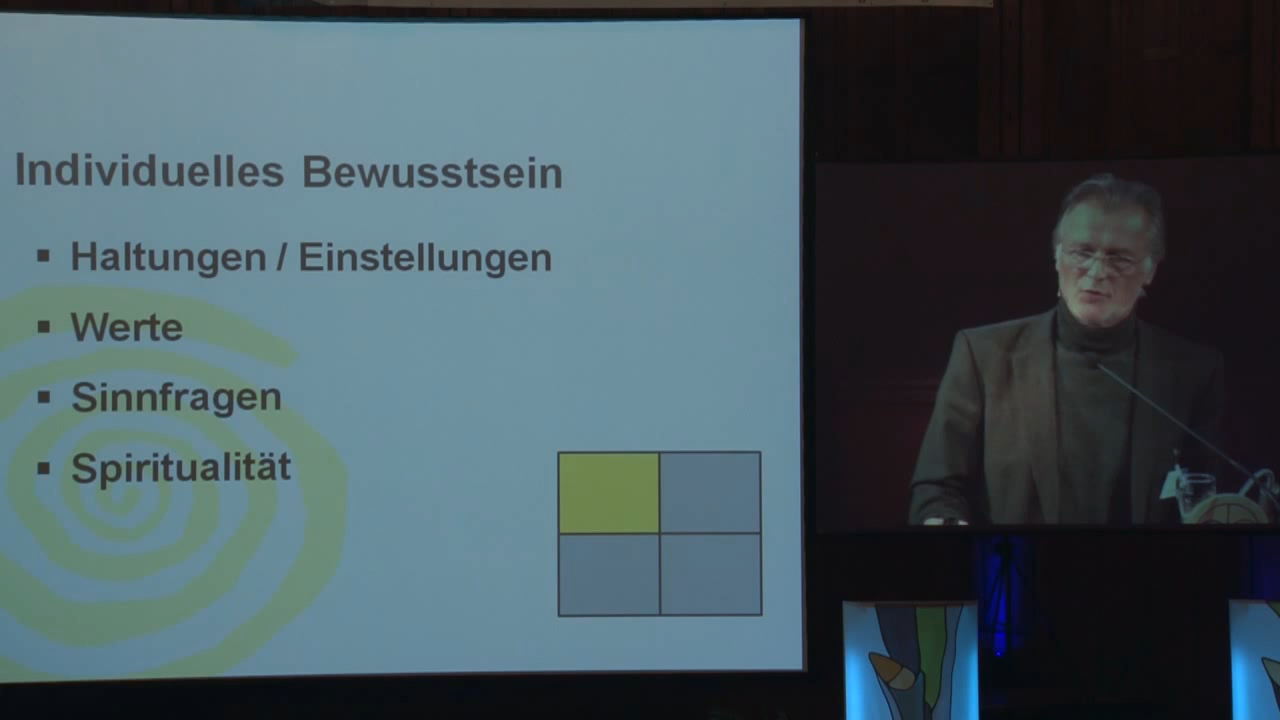 Individuelles Bewusstsein
▪ Haltungen / Einstellungen
▪ Werte
▪ Sinnfragen
▪ Spiritualität